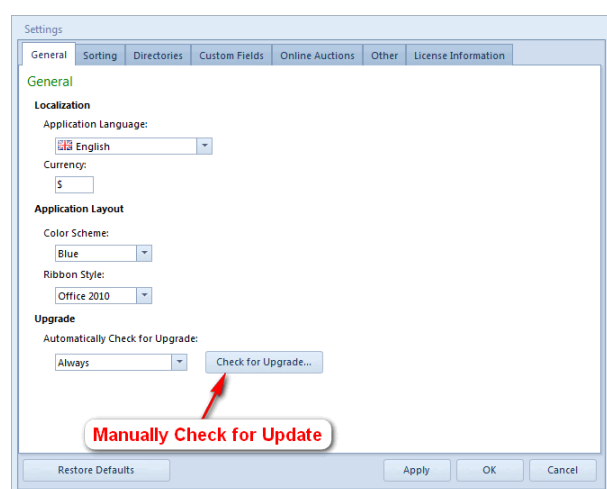 Settings
General Sorting Directories Custom Fields Online Auctions Other License Information
General
Localization
Application Language:
English
Currency:
$
Application Layout
Color Scheme:
Blue
Ribbon Style:
Office 2010
Upgrade
Automatically Check for Upgrade:
Always Check for Upgrade...
Manually Check for Update
Restore Defaults Apply OK Cancel